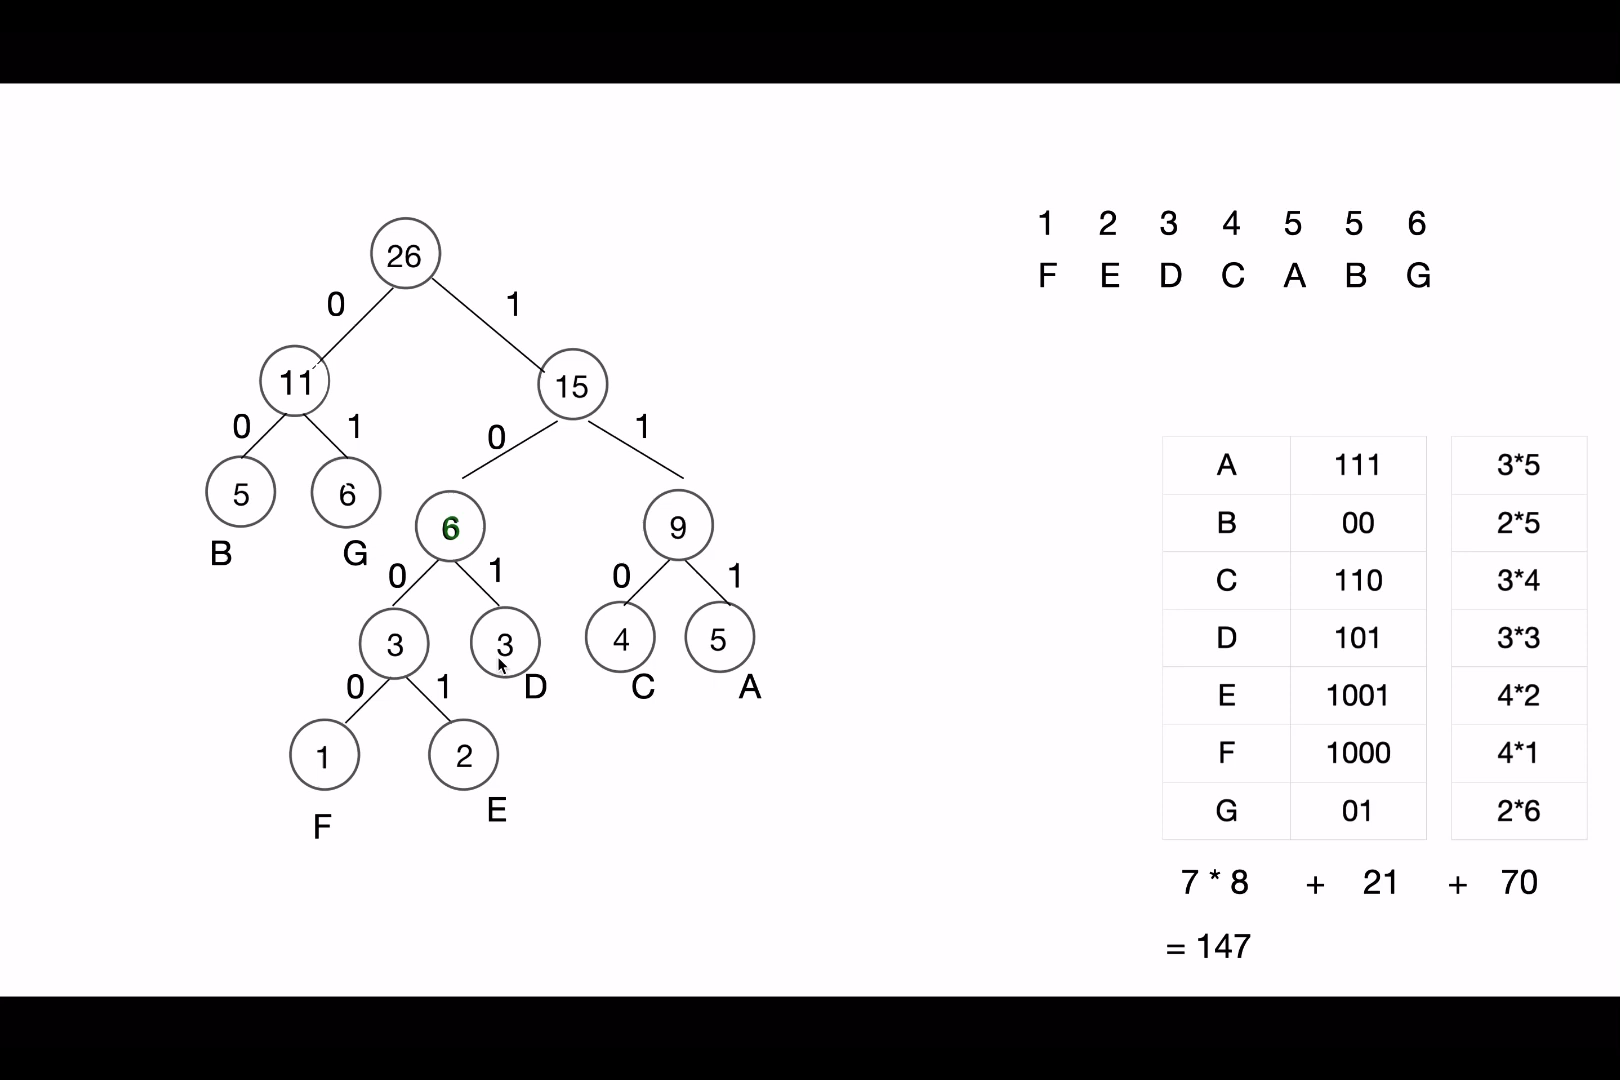 1 2 3 4 5 5 6
F E D C A B G
26
0 1
11 15
0 1 0 1
5 6 6 9
B G
0 1 0 1
3 3 4 5
D C A
0 1
1 2
F E
A 111 3*5
B 00 2*5
C 110 3*4
D 101 3*3
E 1001 4*2
F 1000 4*1
G 01 2*6
7 * 8 + 21 + 70
= 147